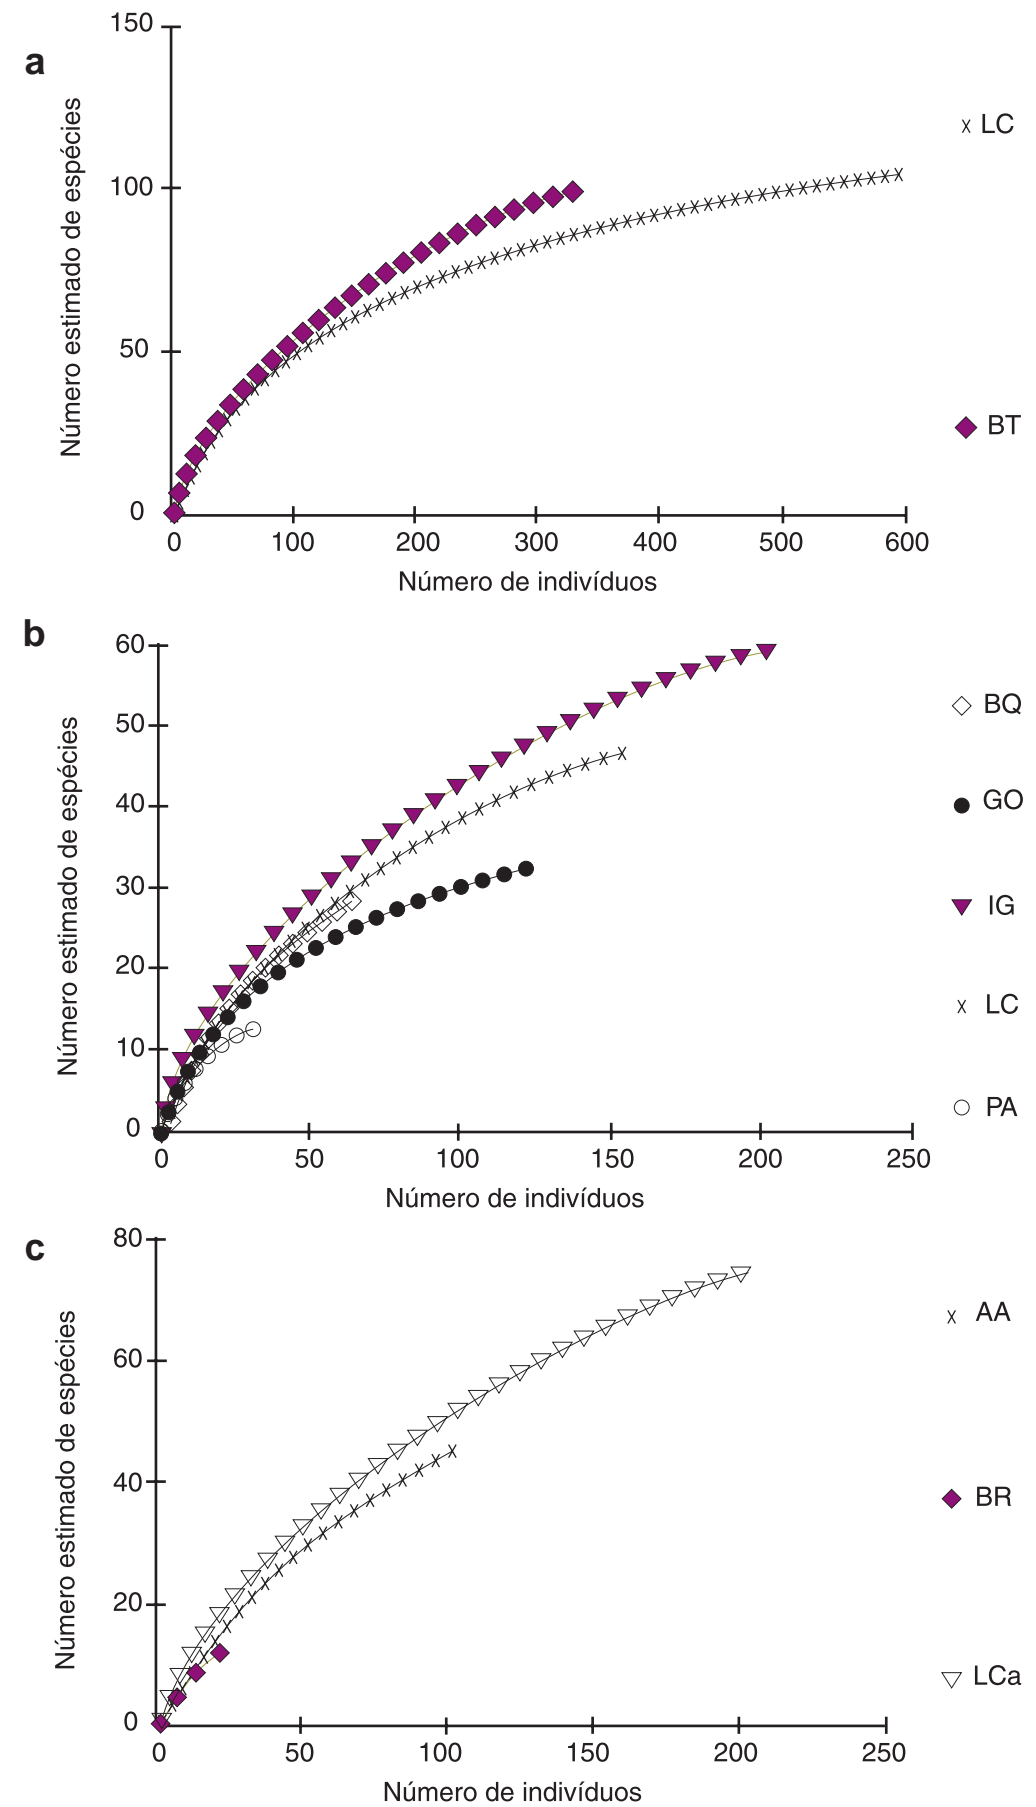 a
Número estimado de espécies
150
100
50
0
0 100 200 300 400 500 600
Número de indivíduos
LC
BT
b
Número estimado de espécies
60
50
40
30
20
10
0
0 50 100 150 200 250
Número de indivíduos
BQ
GO
IG
LC
PA
c
Número estimado de espécies
80
60
40
20
0
0 50 100 150 200 250
Número de indivíduos
AA
BR
LCa